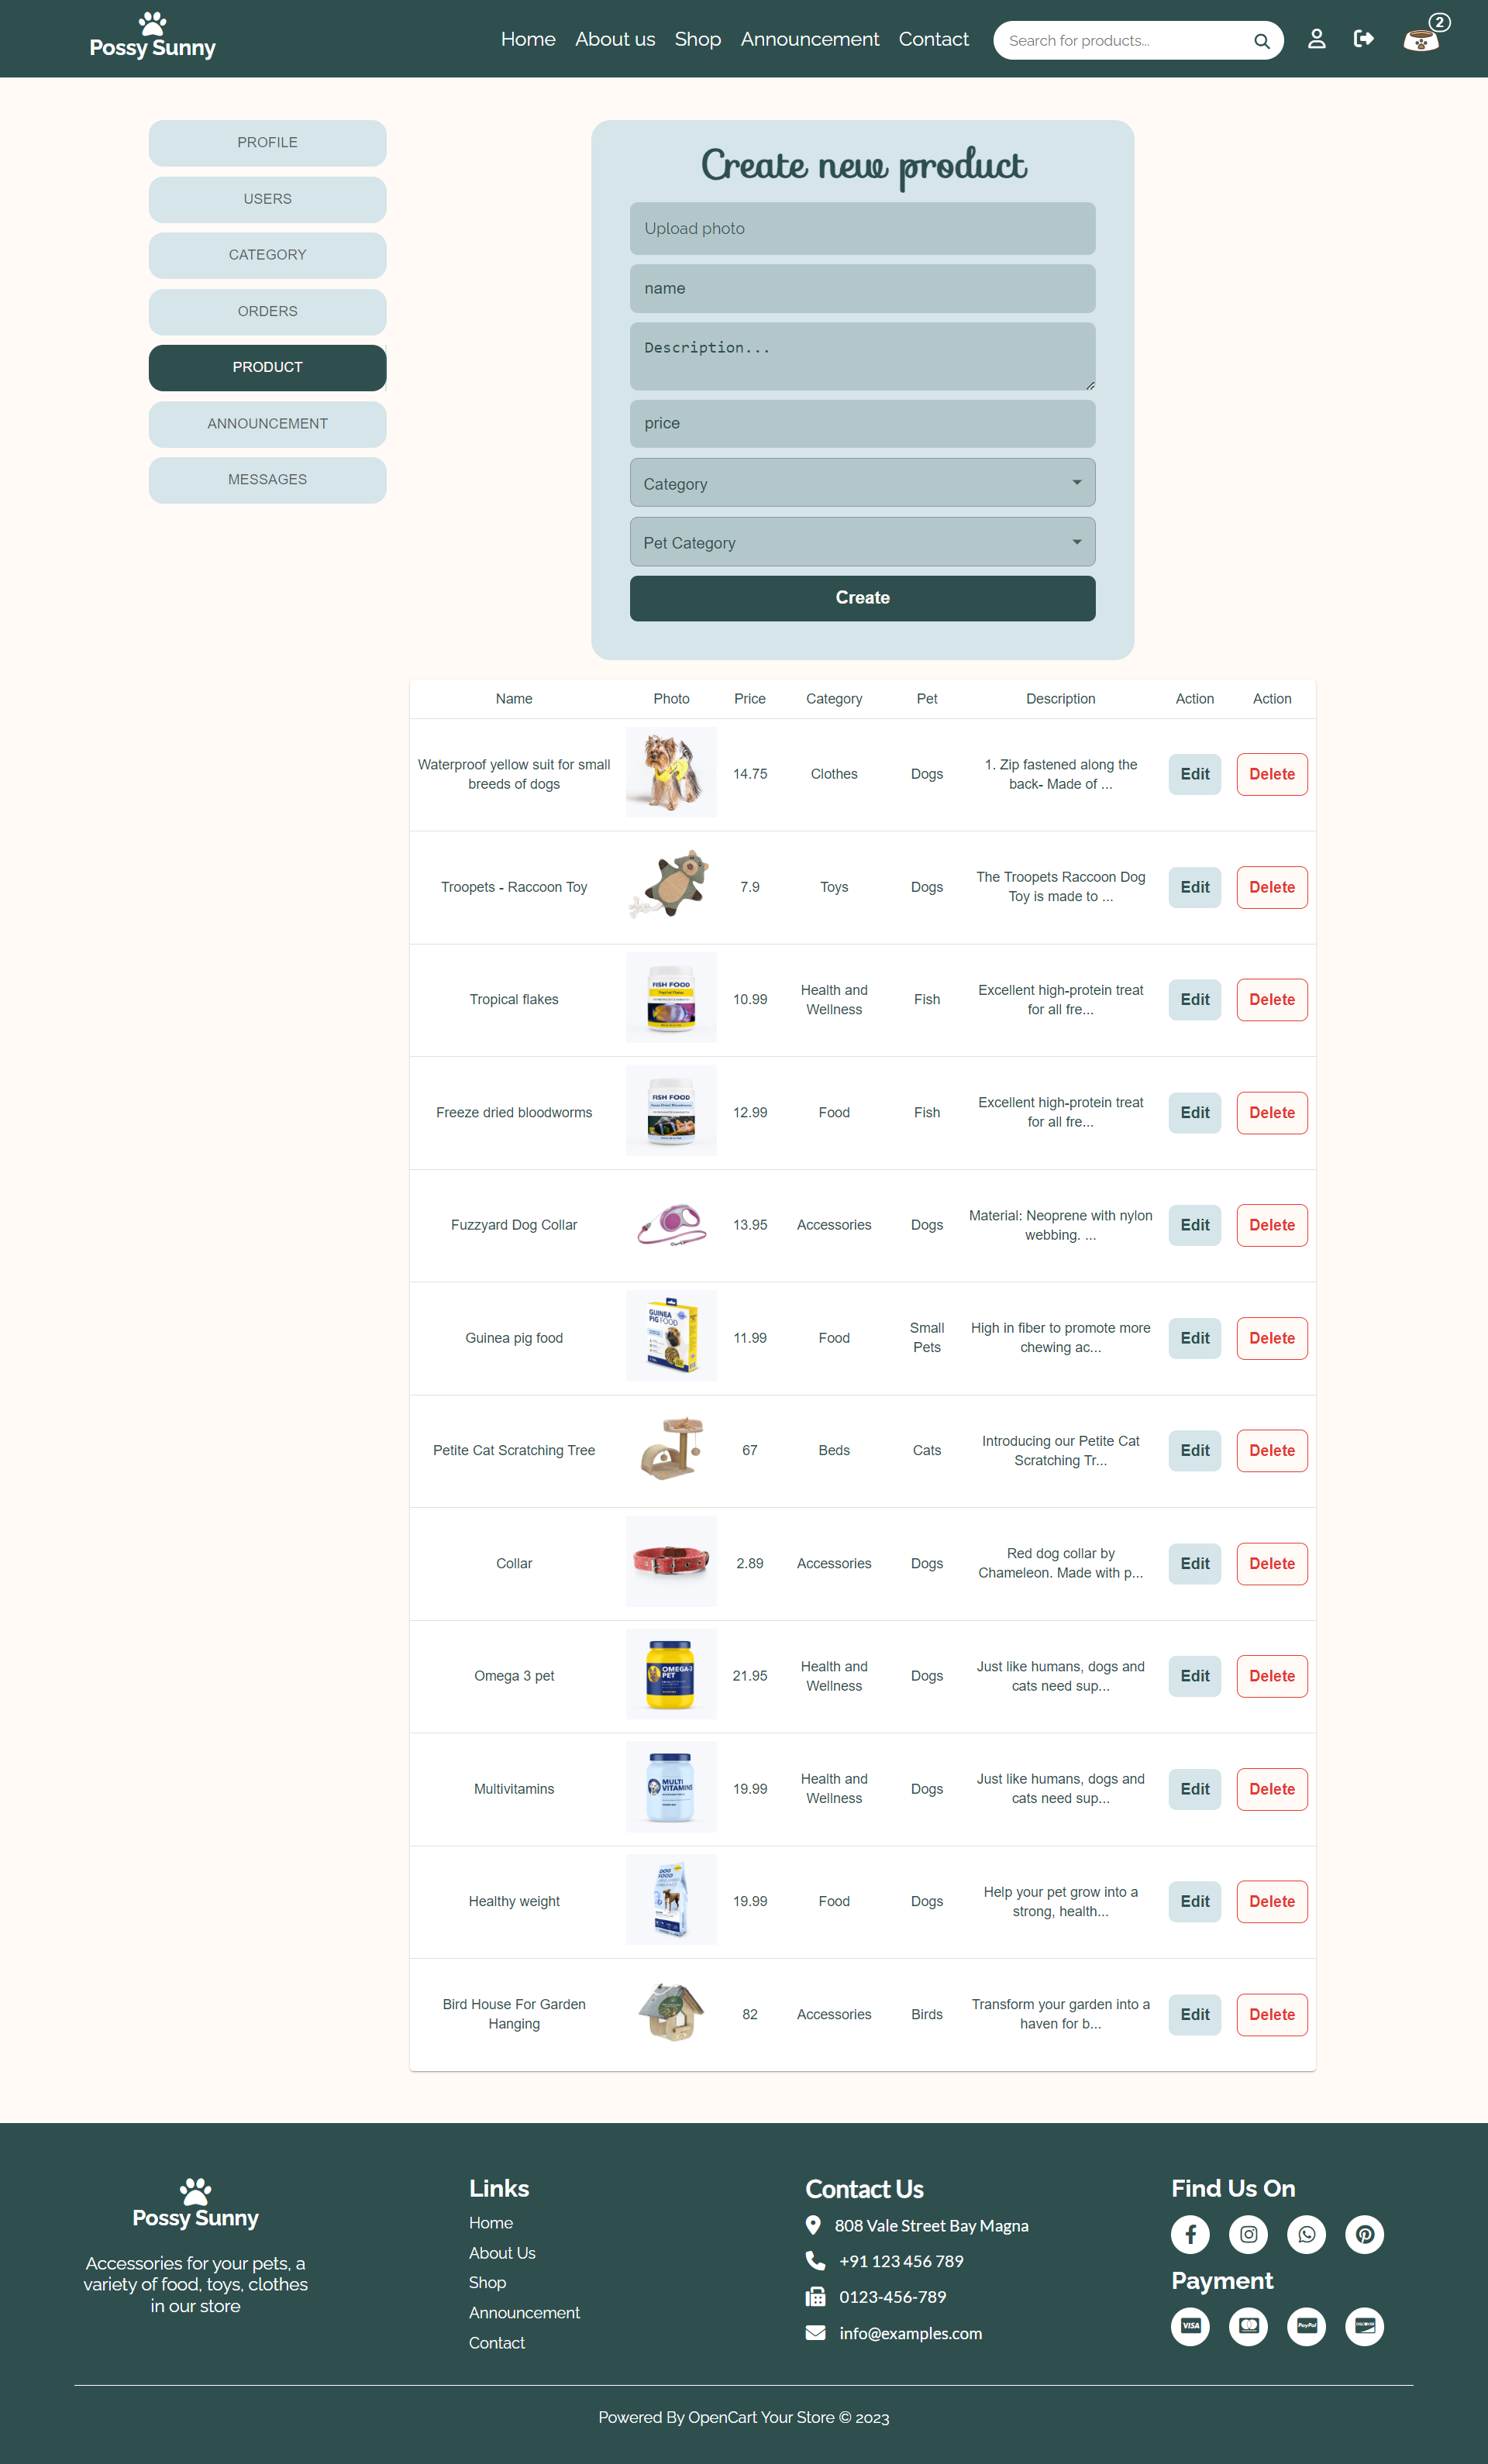 Possy Sunny
Home About us Shop Announcement Contact
Search for products...
2
PROFILE
USERS
CATEGORY
ORDERS
PRODUCT
ANNOUNCEMENT
MESSAGES
Create new product
Upload photo
name
Description...
price
Category
Pet Category
Create
Name Photo Price Category Pet Description Action Action
Waterproof yellow suit for small
breeds of dogs
14.75 Clothes Dogs
1. Zip fastened along the
back- Made of ...
Edit Delete
Troopets - Raccoon Toy 7.9 Toys Dogs
The Troopets Raccoon Dog
Toy is made to ...
Edit Delete
Tropical flakes
FISH FOOD
10.99
Health and
Wellness
Fish
Excellent high-protein treat
for all fre...
Edit Delete
Freeze dried bloodworms
FISH FOOD
12.99 Food Fish
Excellent high-protein treat
for all fre...
Edit Delete
Fuzzyard Dog Collar 13.95 Accessories Dogs
Material: Neoprene with nylon
webbing. ...
Edit Delete
Guinea pig food
GUINEA
PIG FOOD
11.99 Food
Small
Pets
High in fiber to promote more
chewing ac...
Edit Delete
Petite Cat Scratching Tree 67 Beds Cats
Introducing our Petite Cat
Scratching Tr...
Edit Delete
Collar 2.89 Accessories Dogs
Red dog collar by
Chameleon. Made with p...
Edit Delete
Omega 3 pet
OMEGA-3
PET
21.95
Health and
Wellness
Dogs
Just like humans, dogs and
cats need sup...
Edit Delete
Multivitamins
MULTI
VITAMINS
19.99
Health and
Wellness
Dogs
Just like humans, dogs and
cats need sup...
Edit Delete
Healthy weight
DOG
FOOD
19.99 Food Dogs
Help your pet grow into a
strong, health...
Edit Delete
Bird House For Garden
Hanging
82 Accessories Birds
Transform your garden into a
haven for b...
Edit Delete
Possy Sunny
Accessories for your pets, a
variety of food, toys, clothes
in our store
Links
Home
About Us
Shop
Announcement
Contact
Contact Us
808 Vale Street Bay Magna
+91 123 456 789
0123-456-789
info@examples.com
Find Us On
Payment
VISA
PayPal
DISCOVER
Powered By OpenCart Your Store © 2023